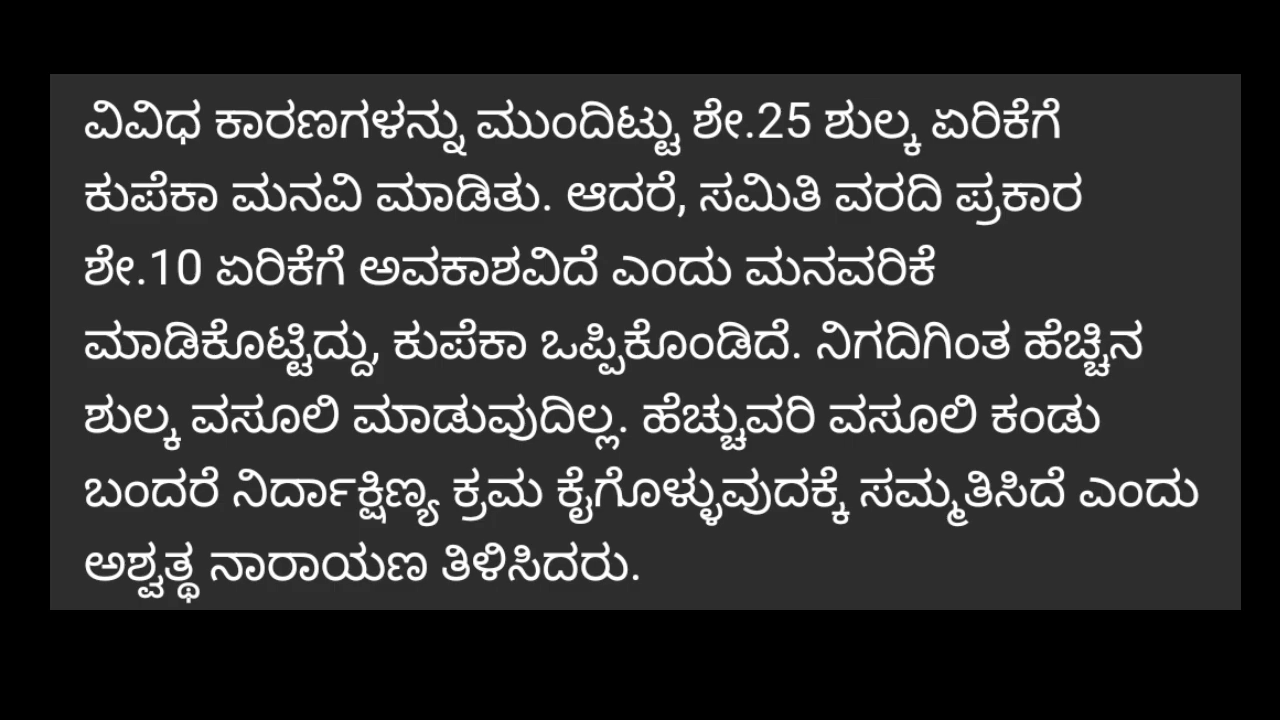 ವಿವಿಧ ಕಾರಣಗಳನ್ನು ಮುಂದಿಟ್ಟು ಶೇ.25 ಶುಲ್ಕ ಏರಿಕೆಗೆ
ಕುಪೆಕಾ ಮನವಿ ಮಾಡಿತು. ಆದರೆ, ಸಮಿತಿ ವರದಿ ಪ್ರಕಾರ
ಶೇ.10 ಏರಿಕೆಗೆ ಅವಕಾಶವಿದೆ ಎಂದು ಮನವರಿಕೆ
ಮಾಡಿಕೊಟ್ಟಿದ್ದು, ಕುಪೆಕಾ ಒಪ್ಪಿಕೊಂಡಿದೆ. ನಿಗದಿಗಿಂತ ಹೆಚ್ಚಿನ
ಶುಲ್ಕ ವಸೂಲಿ ಮಾಡುವುದಿಲ್ಲ. ಹೆಚ್ಚುವರಿ ವಸೂಲಿ ಕಂಡು
ಬಂದರೆ ನಿರ್ದಾಕ್ಷಿಣ್ಯ ಕ್ರಮ ಕೈಗೊಳ್ಳುವುದಕ್ಕೆ ಸಮ್ಮತಿಸಿದೆ ಎಂದು
ಅಶ್ವತ್ಥ ನಾರಾಯಣ ತಿಳಿಸಿದರು.